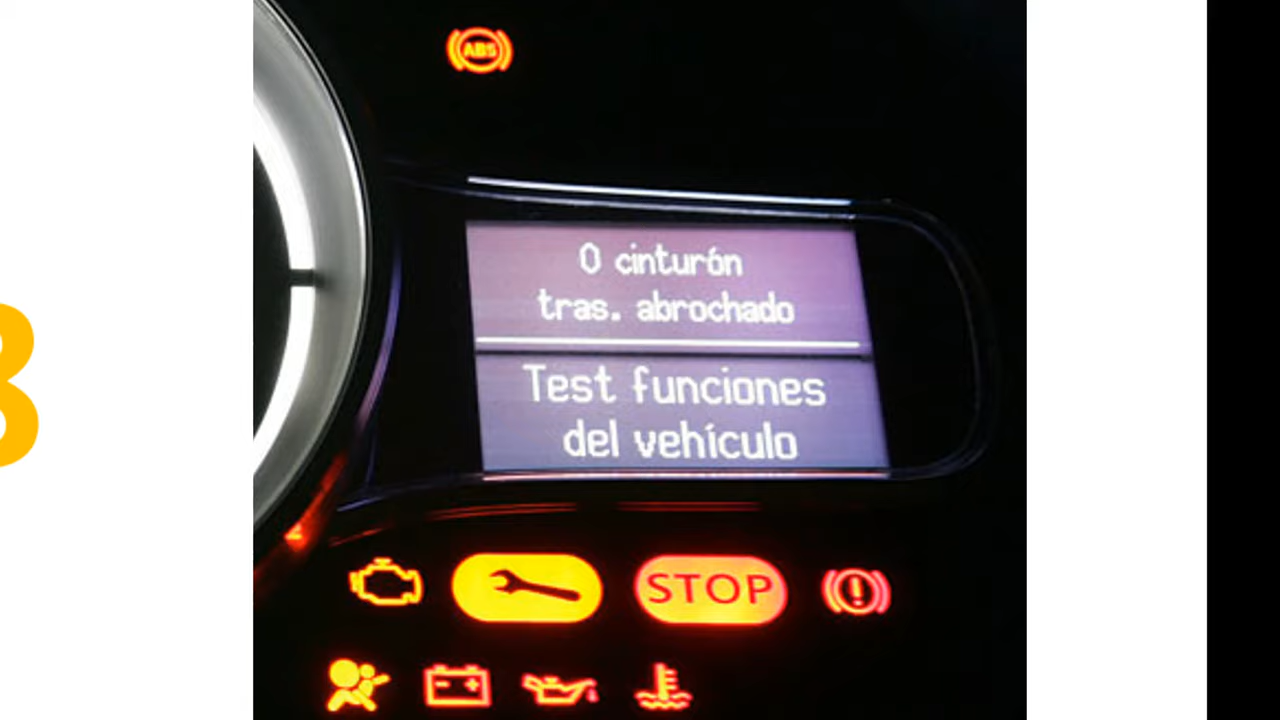 ABS
0 cinturón
tras. abrochado
Test funciones
del vehículo
STOP